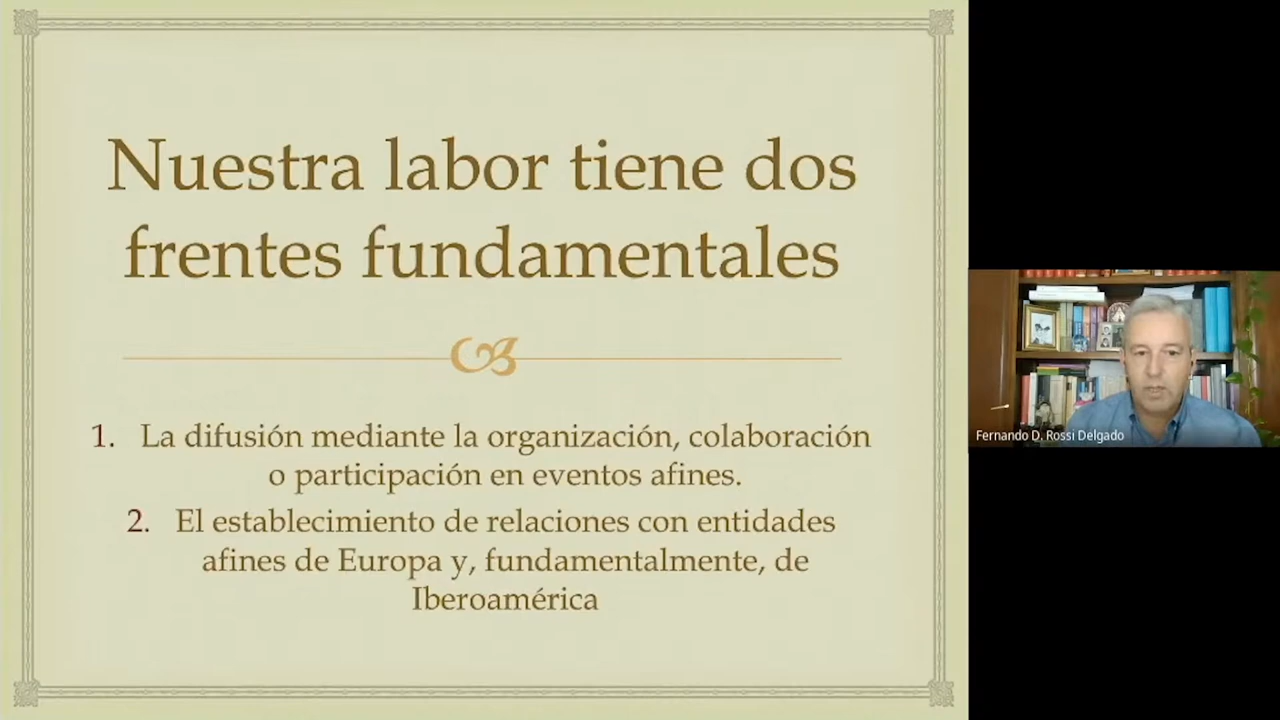 Nuestra labor tiene dos
frentes fundamentales
1. La difusión mediante la organización, colaboración
o participación en eventos afines.
2. El establecimiento de relaciones con entidades
afines de Europa y, fundamentalmente, de
Iberoamérica
Fernando D. Rossi Delgado